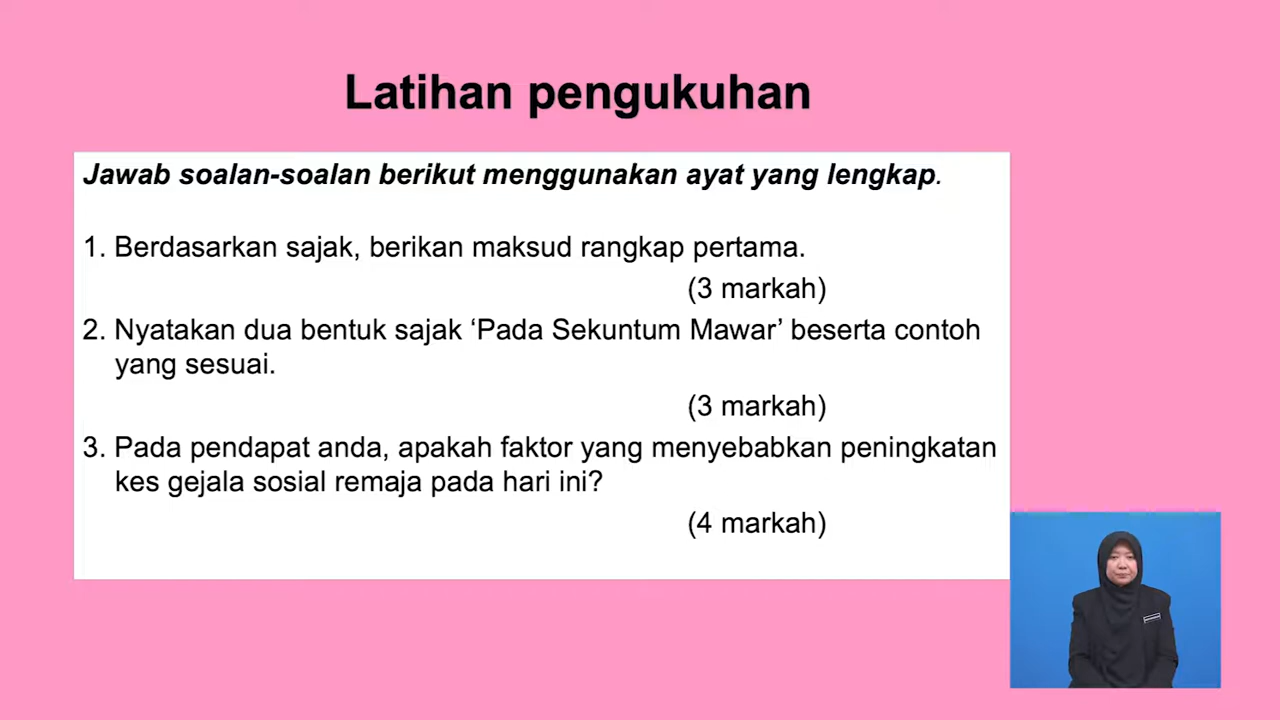 Latihan pengukuhan
Jawab soalan-soalan berikut menggunakan ayat yang lengkap.
1. Berdasarkan sajak, berikan maksud rangkap pertama.
(3 markah)
2. Nyatakan dua bentuk sajak ‘Pada Sekuntum Mawar’ beserta contoh
yang sesuai.
(3 markah)
3. Pada pendapat anda, apakah faktor yang menyebabkan peningkatan
kes gejala sosial remaja pada hari ini?
(4 markah)